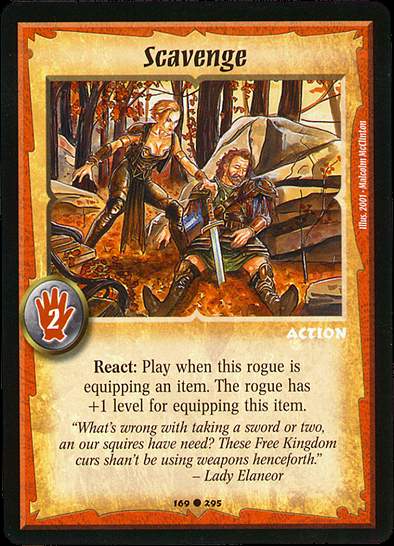 Scavenge
Illus. 2001 · Malcolm McClinton
ACTION
2
React: Play when this rogue is
equipping an item. The rogue has
+1 level for equipping this item.
"What's wrong with taking a sword or two,
an our squires have need? These Free Kingdom
curs shan't be using weapons henceforth."
– Lady Elaneor
169 ● 295